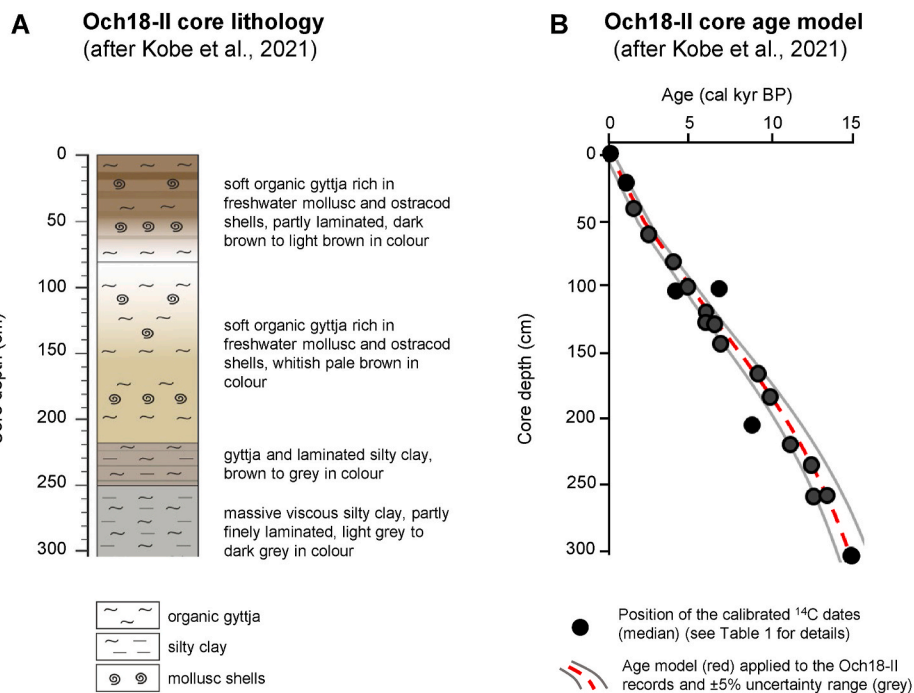 A
Och18-II core lithology
(after Kobe et al., 2021)
0
50
100
150
200
250
300
soft organic gyttja rich in
freshwater mollusc and ostracod
shells, partly laminated, dark
brown to light brown in colour
soft organic gyttja rich in
freshwater mollusc and ostracod
shells, whitish pale brown in
colour
gyttja and laminated silty clay,
brown to grey in colour
massive viscous silty clay, partly
finely laminated, light grey to
dark grey in colour
organic gyttja
silty clay
mollusc shells
B
Och18-II core age model
(after Kobe et al., 2021)
Age (cal kyr BP)
0 5 10 15
Core depth (cm)
0
50
100
150
200
250
300
Position of the calibrated ¹⁴C dates
(median) (see Table 1 for details)
Age model (red) applied to the Och18-II
records and ±5% uncertainty range (grey)